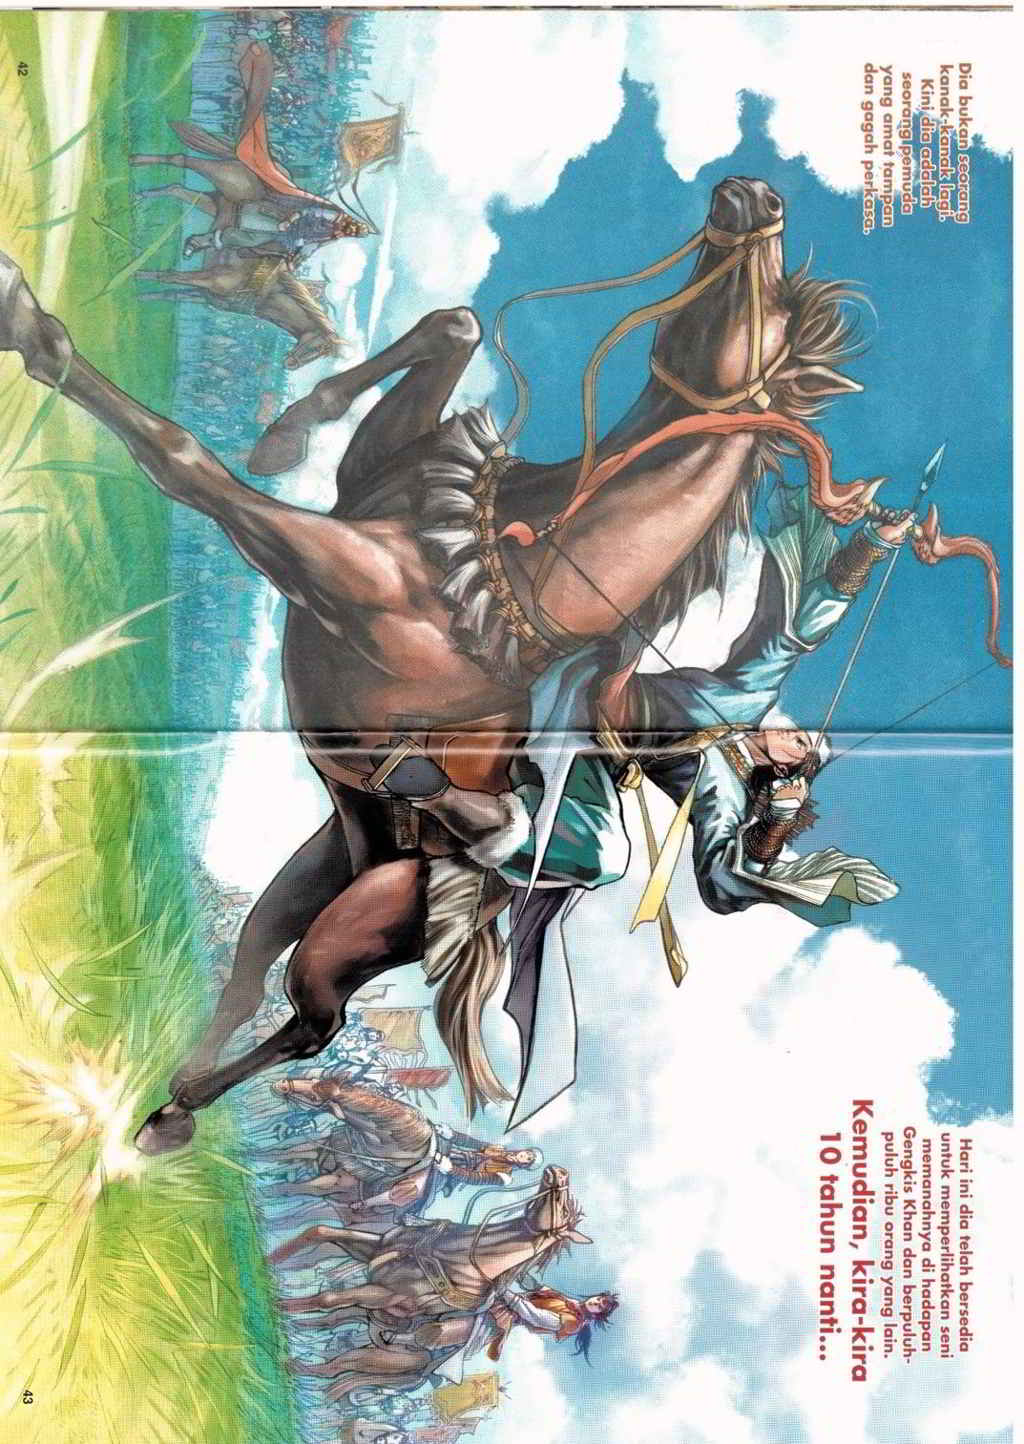 Dia bukan seorang
kanak-kanak lagi.
Kini, dia adalah
seorang pemuda
yang amat tampan
dan gagah perkasa.
Hari ini dia telah bersedia
untuk memperlihatkan seni
memanahnya di hadapan
Gengkis Khan dan berpuluh-
puluh ribu orang yang lain.
Kemudian, kira-kira
10 tahun nanti...
42
43